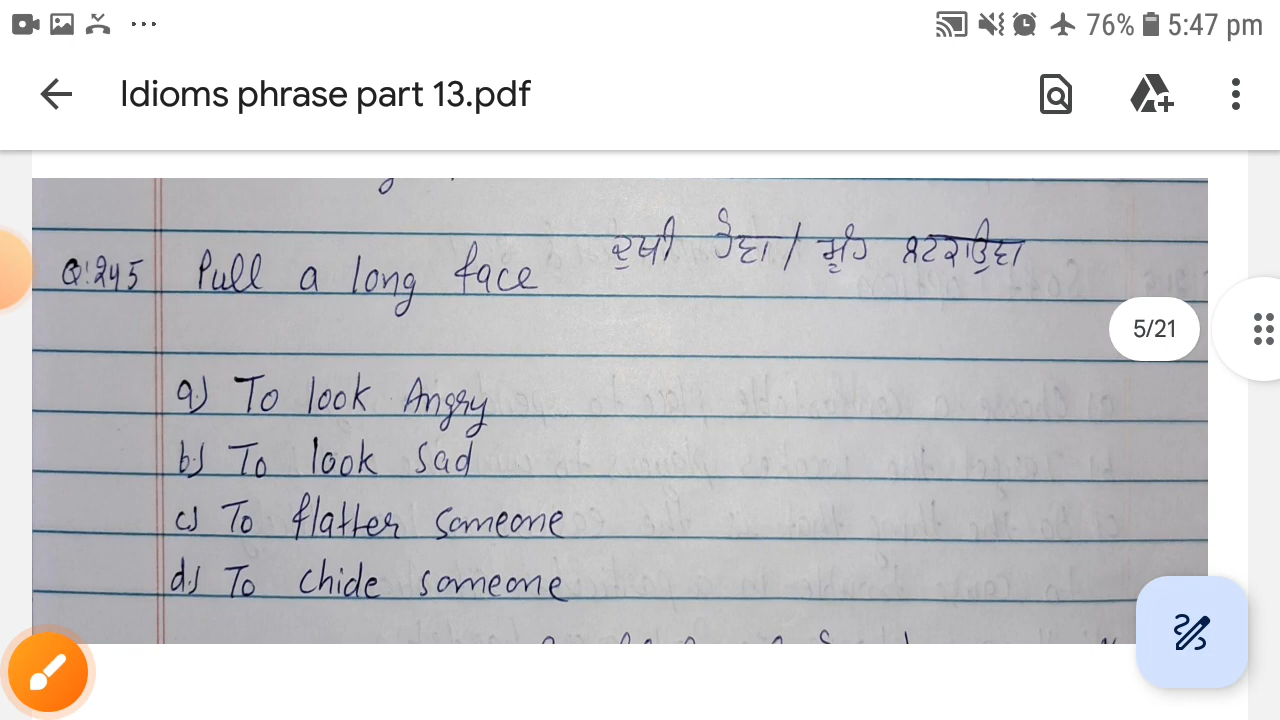 76% 5:47 pm
Idioms phrase part 13.pdf
Q.245 Pull a long face ਦੁਖੀ ਹੋਣਾ / ਮੂੰਹ ਲਟਕਾਉਣਾ
5/21
a) To look Angry
b) To look sad
c) To flatter someone
d) To chide someone